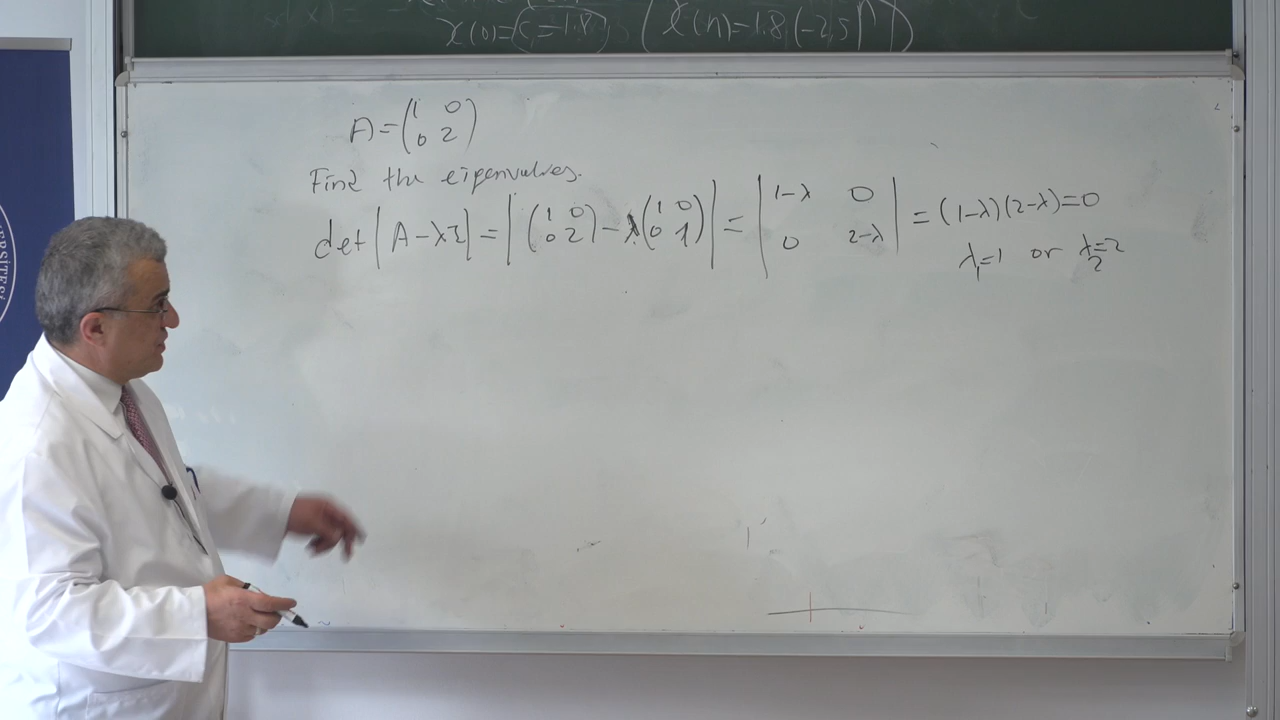 x(0)=c=1.8 (x(n)=1.8(-2,5)^n)
A=(1 0
0 2)
Find the eigenvalues.
det|A-λI|=|(1 0
0 2)-λ(1 0
0 1)|=|1-λ 0
0 2-λ|=(1-λ)(2-λ)=0
λ₁=1 or λ₂=2